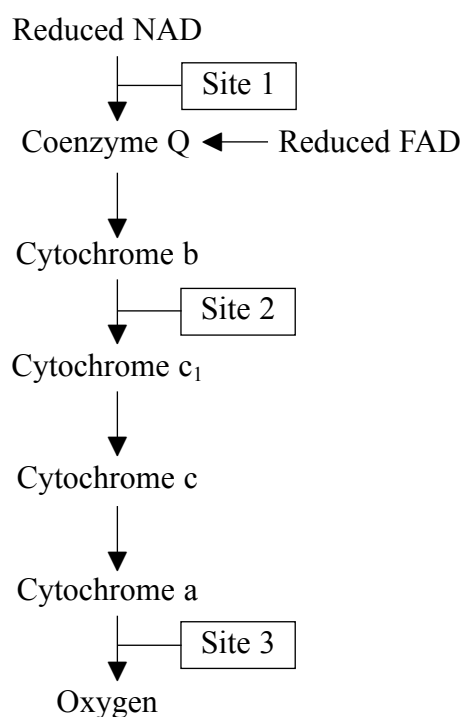 Reduced NAD
Site 1
Coenzyme Q
Reduced FAD
Cytochrome b
Site 2
Cytochrome c₁
Cytochrome c
Cytochrome a
Site 3
Oxygen